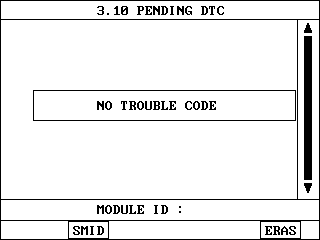 3.10 PENDING DTC
NO TROUBLE CODE
MODULE ID :
SMID ERAS